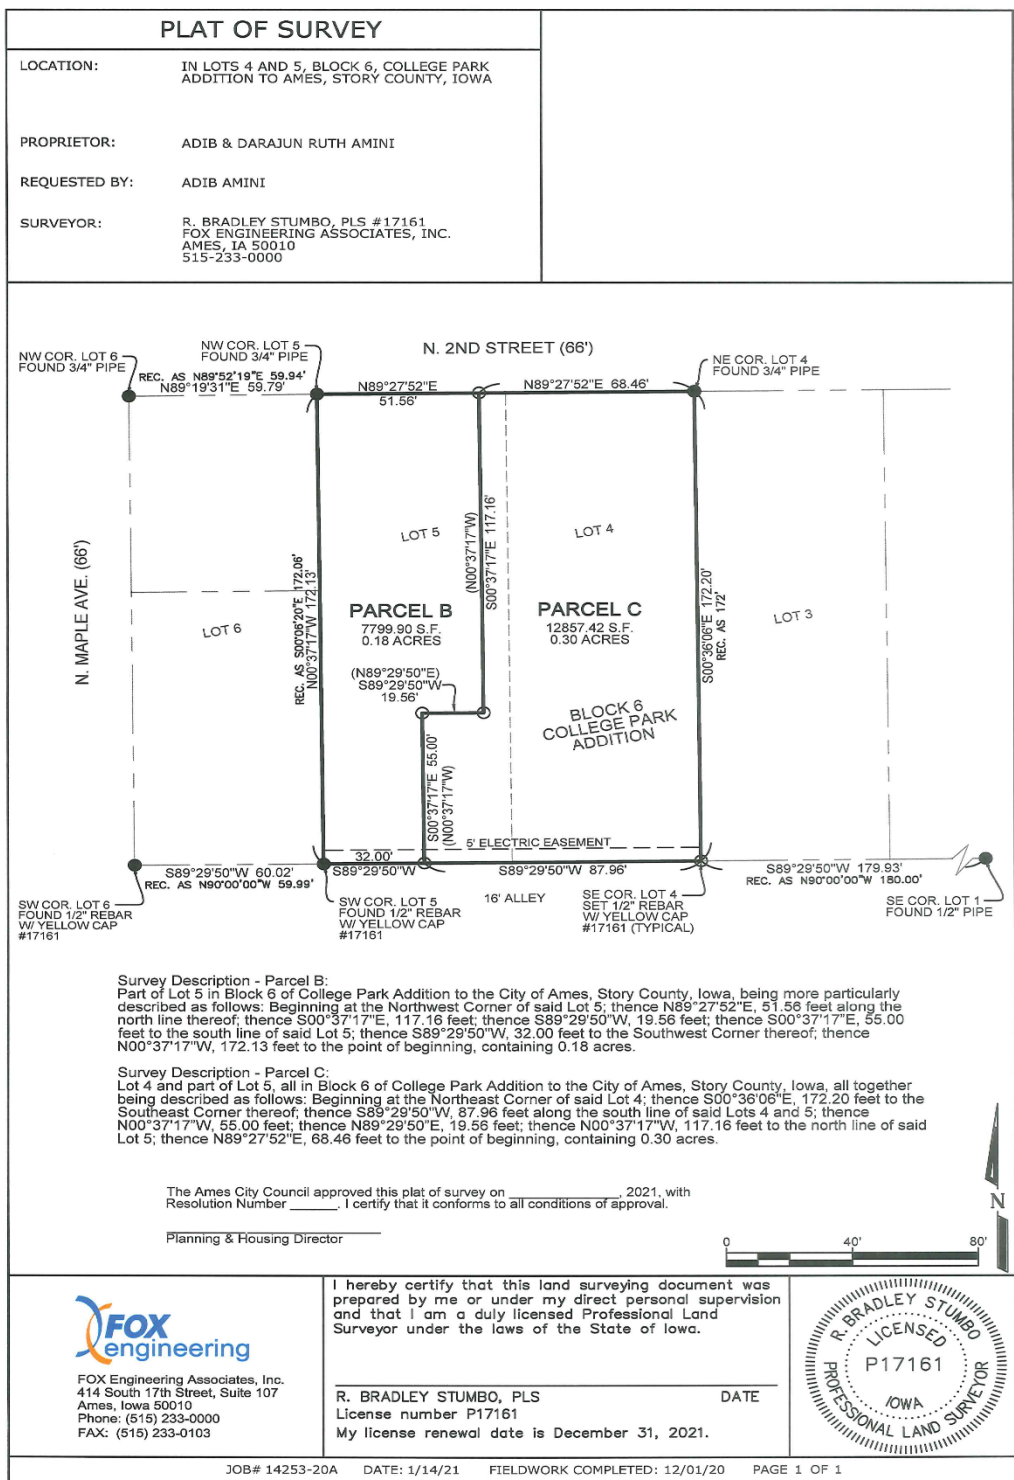 PLAT OF SURVEY
LOCATION:
IN LOTS 4 AND 5, BLOCK 6, COLLEGE PARK
ADDITION TO AMES, STORY COUNTY, IOWA
PROPRIETOR:
ADIB & DARAJUN RUTH AMINI
REQUESTED BY:
ADIB AMINI
SURVEYOR:
R. BRADLEY STUMBO, PLS #17161
FOX ENGINEERING ASSOCIATES, INC.
AMES, IA 50010
515-233-0000
N. 2ND STREET (66')
NW COR. LOT 6
FOUND 3/4" PIPE
NW COR. LOT 5
FOUND 3/4" PIPE
NE COR. LOT 4
FOUND 3/4" PIPE
REC. AS N89°52'19"E 59.94'
N89°19'31"E 59.79'
N89°27'52"E
51.56'
N89°27'52"E 68.46'
N. MAPLE AVE. (66')
LOT 6
REC. AS S00°06'20"E 172.06'
N00°37'17"W 172.13'
LOT 5
(N00°37'17"W)
S00°37'17"E 117.16'
LOT 4
S00°36'06"E 172.20'
REC. AS 172'
LOT 3
PARCEL B
7799.90 S.F.
0.18 ACRES
PARCEL C
12857.42 S.F.
0.30 ACRES
(N89°29'50"E)
S89°29'50"W
19.56'
BLOCK 6
COLLEGE PARK
ADDITION
S00°37'17"E 55.00'
(N00°37'17"W)
5' ELECTRIC EASEMENT
32.00'
S89°29'50"W
S89°29'50"W 87.96'
S89°29'50"W 60.02'
REC. AS N90°00'00"W 59.99'
S89°29'50"W 179.93'
REC. AS N90°00'00"W 180.00'
16' ALLEY
SW COR. LOT 6
FOUND 1/2" REBAR
W/ YELLOW CAP
#17161
SW COR. LOT 5
FOUND 1/2" REBAR
W/ YELLOW CAP
#17161
SE COR. LOT 4
SET 1/2" REBAR
W/ YELLOW CAP
#17161 (TYPICAL)
SE COR. LOT 1
FOUND 1/2" PIPE
Survey Description - Parcel B:
Part of Lot 5 in Block 6 of College Park Addition to the City of Ames, Story County, Iowa, being more particularly
described as follows: Beginning at the Northwest Corner of said Lot 5; thence N89°27'52"E, 51.56 feet along the
north line thereof; thence S00°37'17"E, 117.16 feet; thence S89°29'50"W, 19.56 feet; thence S00°37'17"E, 55.00
feet to the south line of said Lot 5; thence S89°29'50"W, 32.00 feet to the Southwest Corner thereof; thence
N00°37'17"W, 172.13 feet to the point of beginning, containing 0.18 acres.
Survey Description - Parcel C:
Lot 4 and part of Lot 5, all in Block 6 of College Park Addition to the City of Ames, Story County, Iowa, all together
being described as follows: Beginning at the Northeast Corner of said Lot 4; thence S00°36'06"E, 172.20 feet to the
Southeast Corner thereof; thence S89°29'50"W, 87.96 feet along the south line of said Lots 4 and 5; thence
N00°37'17"W, 55.00 feet; thence N89°29'50"E, 19.56 feet; thence N00°37'17"W, 117.16 feet to the north line of said
Lot 5; thence N89°27'52"E, 68.46 feet to the point of beginning, containing 0.30 acres.
The Ames City Council approved this plat of survey on ________________, 2021, with
Resolution Number _______. I certify that it conforms to all conditions of approval.
Planning & Housing Director
N
0 40' 80'
FOX
engineering
FOX Engineering Associates, Inc.
414 South 17th Street, Suite 107
Ames, Iowa 50010
Phone: (515) 233-0000
FAX: (515) 233-0103
I hereby certify that this land surveying document was
prepared by me or under my direct personal supervision
and that I am a duly licensed Professional Land
Surveyor under the laws of the State of Iowa.
R. BRADLEY STUMBO, PLS DATE
License number P17161
My license renewal date is December 31, 2021.
R. BRADLEY STUMBO
LICENSED
P17161
IOWA
PROFESSIONAL LAND SURVEYOR
JOB# 14253-20A DATE: 1/14/21 FIELDWORK COMPLETED: 12/01/20 PAGE 1 OF 1